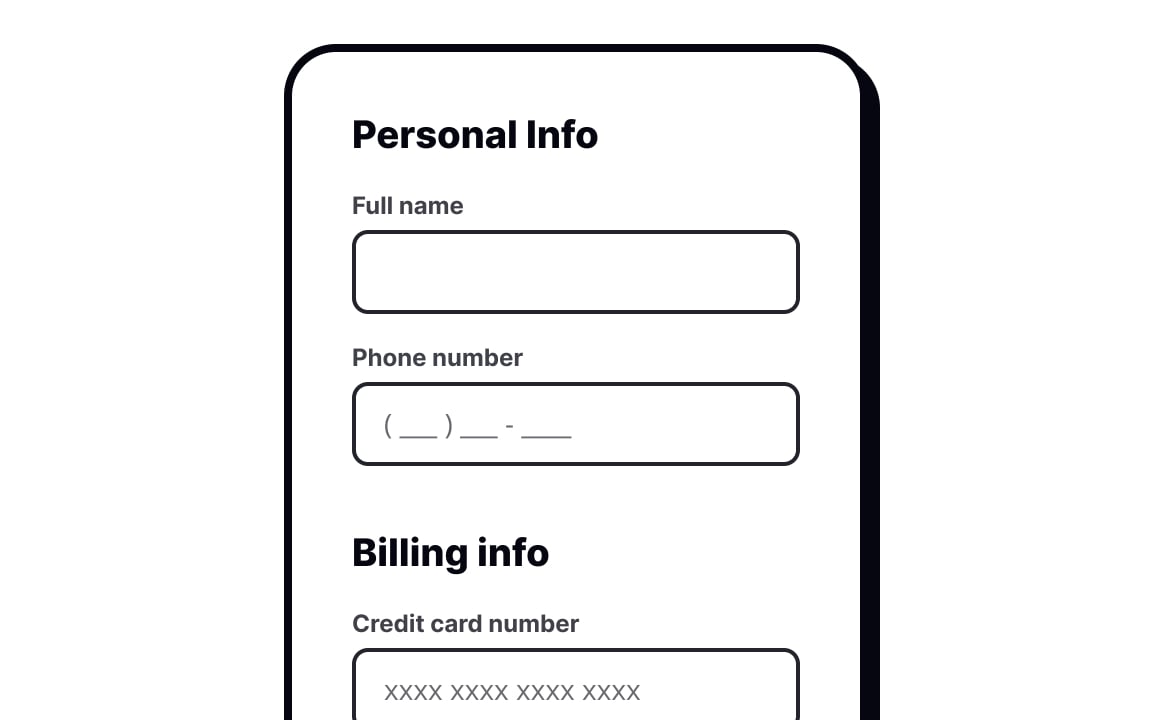 Personal Info
Full name
Phone number
( ___ ) ___ - ____
Billing info
Credit card number
XXXX XXXX XXXX XXXX